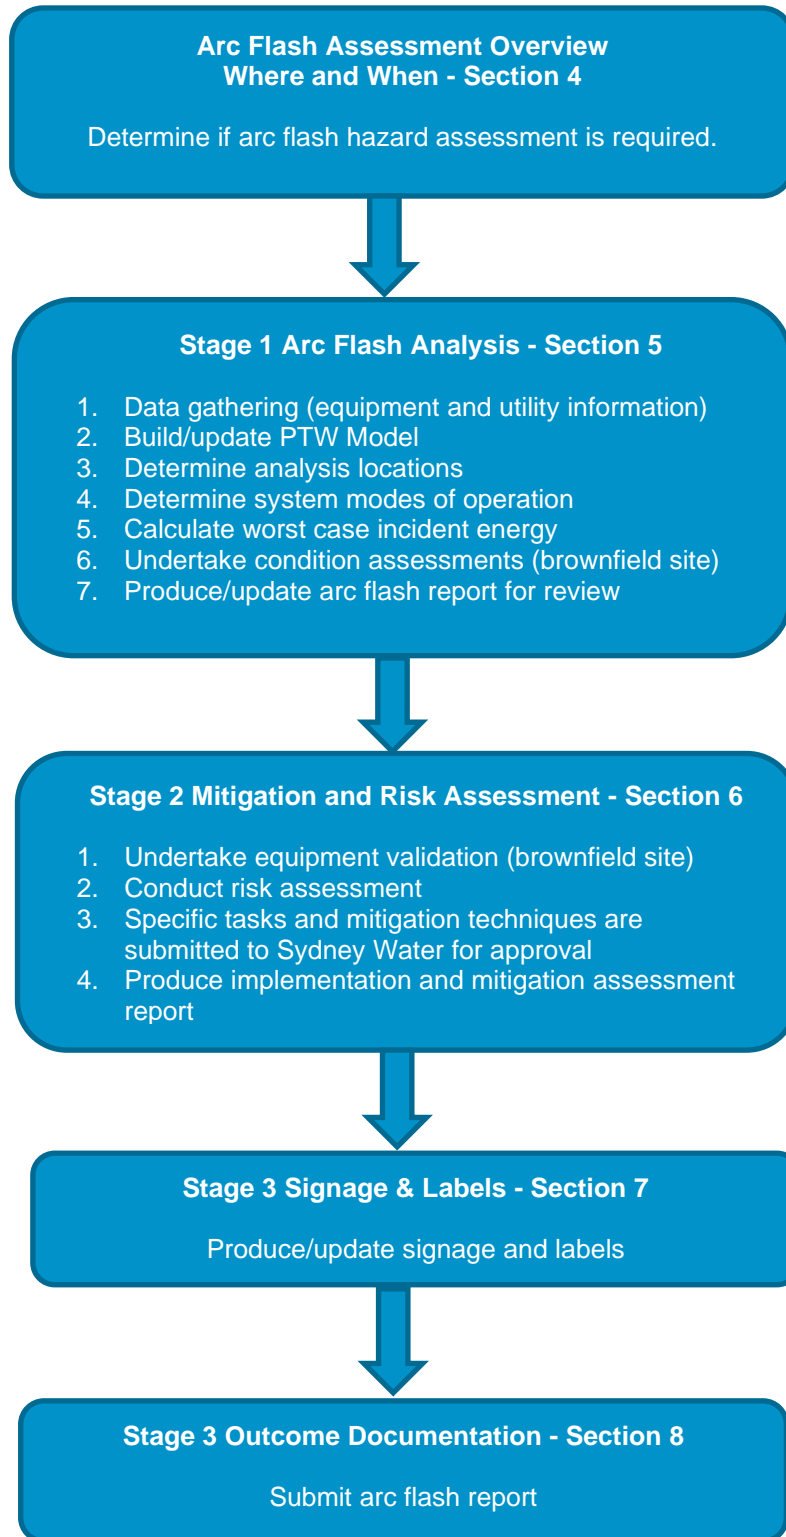 Arc Flash Assessment Overview
Where and When - Section 4
Determine if arc flash hazard assessment is required.
Stage 1 Arc Flash Analysis - Section 5
1. Data gathering (equipment and utility information)
2. Build/update PTW Model
3. Determine analysis locations
4. Determine system modes of operation
5. Calculate worst case incident energy
6. Undertake condition assessments (brownfield site)
7. Produce/update arc flash report for review
Stage 2 Mitigation and Risk Assessment - Section 6
1. Undertake equipment validation (brownfield site)
2. Conduct risk assessment
3. Specific tasks and mitigation techniques are
submitted to Sydney Water for approval
4. Produce implementation and mitigation assessment
report
Stage 3 Signage & Labels - Section 7
Produce/update signage and labels
Stage 3 Outcome Documentation - Section 8
Submit arc flash report